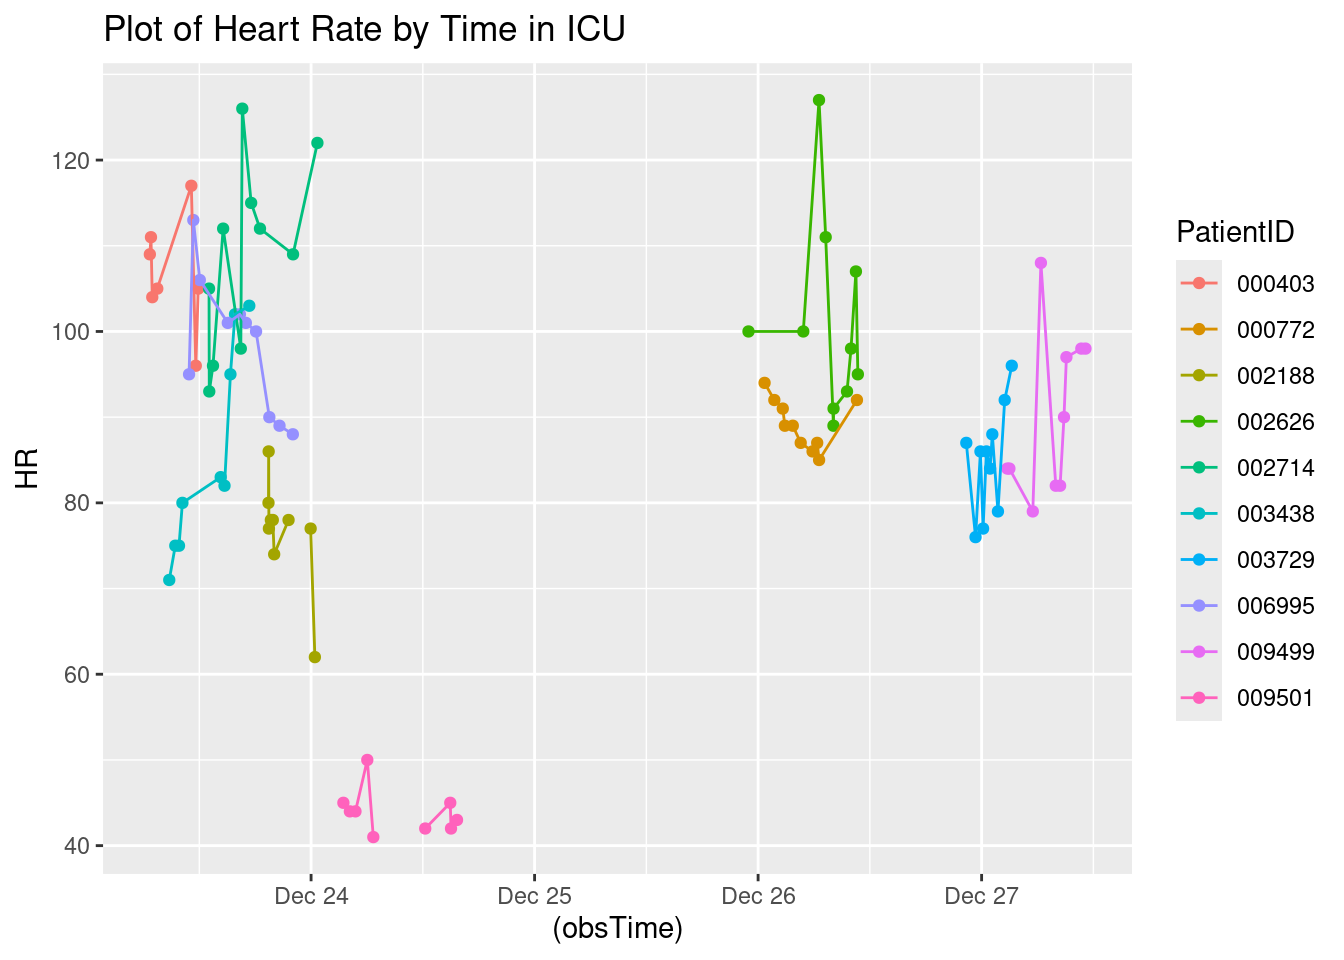 Plot of Heart Rate by Time in ICU
120
100
80
60
40
HR
Dec 24
Dec 25
Dec 26
Dec 27
(obsTime)
PatientID
000403
000772
002188
002626
002714
003438
003729
006995
009499
009501